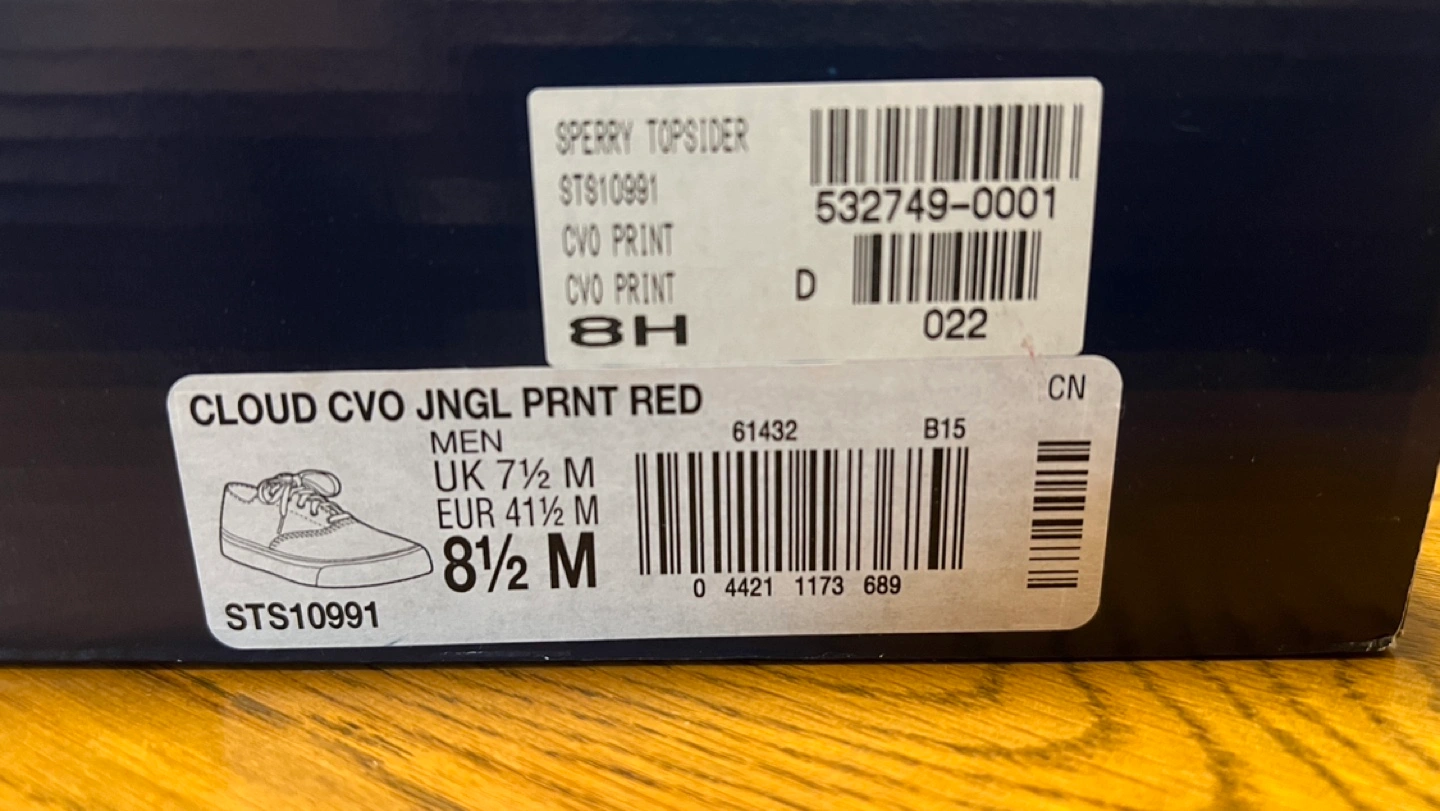 SPERRY TOPSIDER
STS10991
CVO PRINT
CVO PRINT
8H
532749-0001
D
022
CLOUD CVO JNGL PRNT RED
CN
MEN
UK 7½ M
EUR 41½ M
8½ M
STS10991
61432 B15
0 4421 1173 689